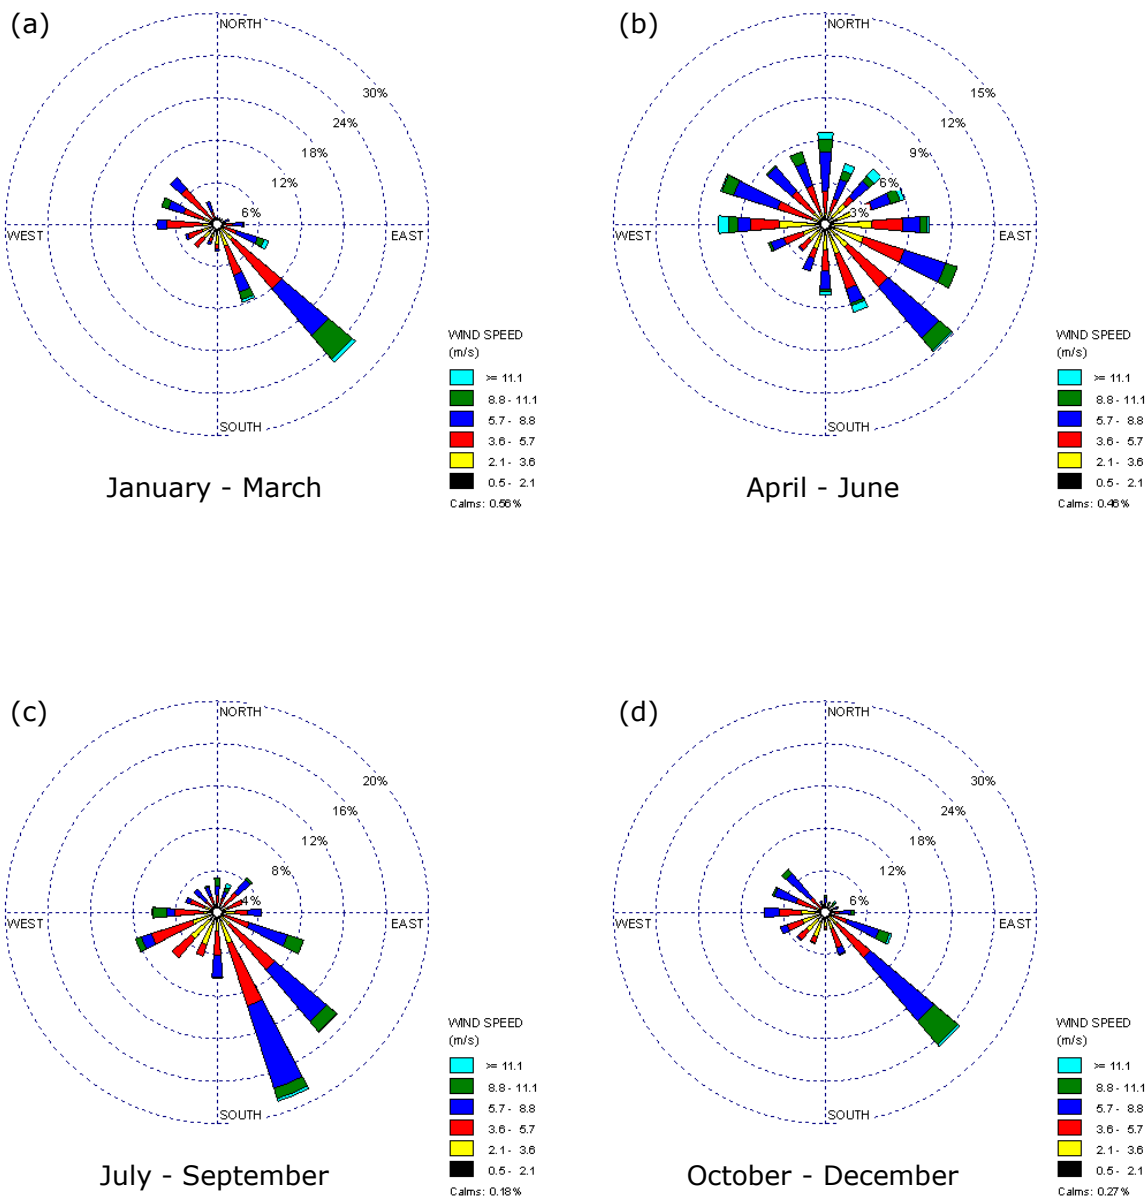 (a)
NORTH
30%
24%
18%
12%
6%
WEST
EAST
SOUTH
WIND SPEED
(m/s)
>= 11.1
8.8 - 11.1
5.7 - 8.8
3.6 - 5.7
2.1 - 3.6
0.5 - 2.1
Calms: 0.56%
January - March
(b)
NORTH
15%
12%
9%
6%
3%
WEST
EAST
SOUTH
WIND SPEED
(m/s)
>= 11.1
8.8 - 11.1
5.7 - 8.8
3.6 - 5.7
2.1 - 3.6
0.5 - 2.1
Calms: 0.46%
April - June
(c)
NORTH
20%
16%
12%
8%
4%
WEST
EAST
SOUTH
WIND SPEED
(m/s)
>= 11.1
8.8 - 11.1
5.7 - 8.8
3.6 - 5.7
2.1 - 3.6
0.5 - 2.1
Calms: 0.18%
July - September
(d)
NORTH
30%
24%
18%
12%
6%
WEST
EAST
SOUTH
WIND SPEED
(m/s)
>= 11.1
8.8 - 11.1
5.7 - 8.8
3.6 - 5.7
2.1 - 3.6
0.5 - 2.1
Calms: 0.27%
October - December